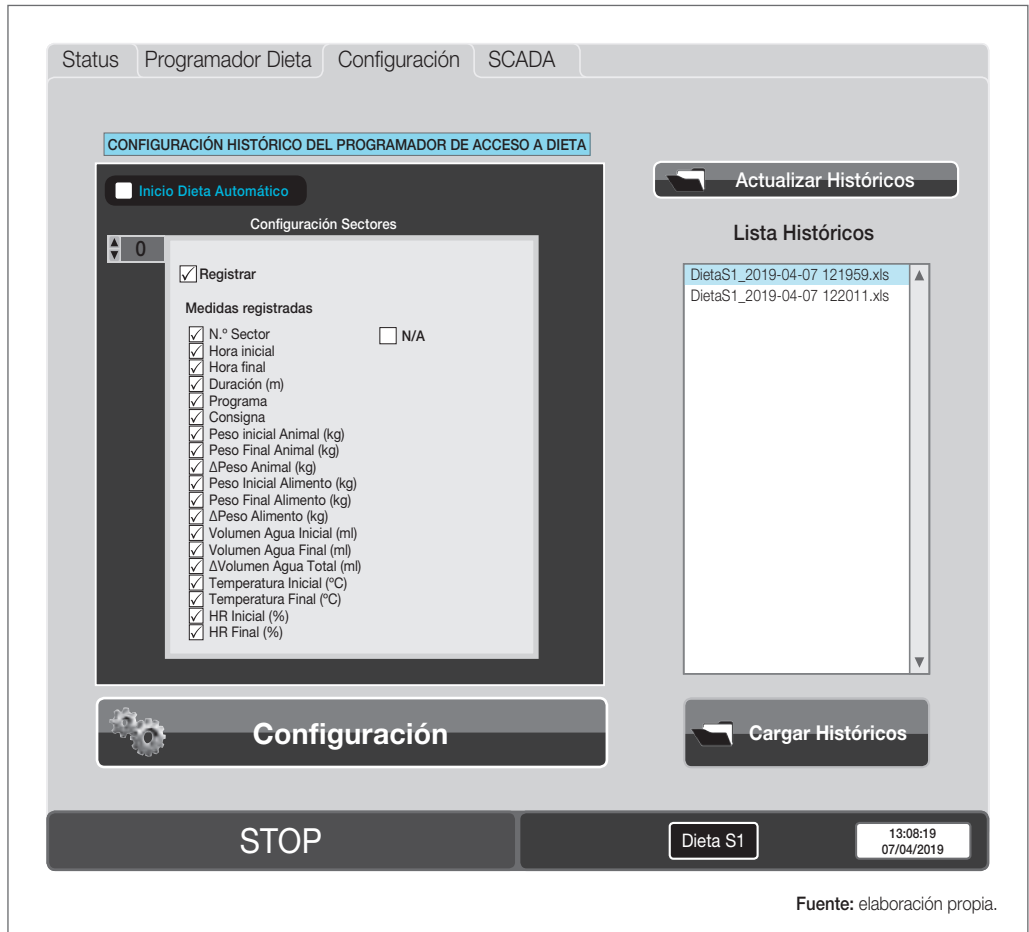 Status Programador Dieta Configuración SCADA
CONFIGURACIÓN HISTÓRICO DEL PROGRAMADOR DE ACCESO A DIETA
Inicio Dieta Automático
Configuración Sectores
0
Registrar
Medidas registradas
N.º Sector N/A
Hora inicial
Hora final
Duración (m)
Programa
Consigna
Peso inicial Animal (kg)
Peso Final Animal (kg)
ΔPeso Animal (kg)
Peso Inicial Alimento (kg)
Peso Final Alimento (kg)
ΔPeso Alimento (kg)
Volumen Agua Inicial (ml)
Volumen Agua Final (ml)
ΔVolumen Agua Total (ml)
Temperatura Inicial (ºC)
Temperatura Final (ºC)
HR Inicial (%)
HR Final (%)
Configuración
Actualizar Históricos
Lista Históricos
DietaS1_2019-04-07 121959.xls
DietaS1_2019-04-07 122011.xls
Cargar Históricos
STOP
Dieta S1
13:08:19
07/04/2019
Fuente: elaboración propia.